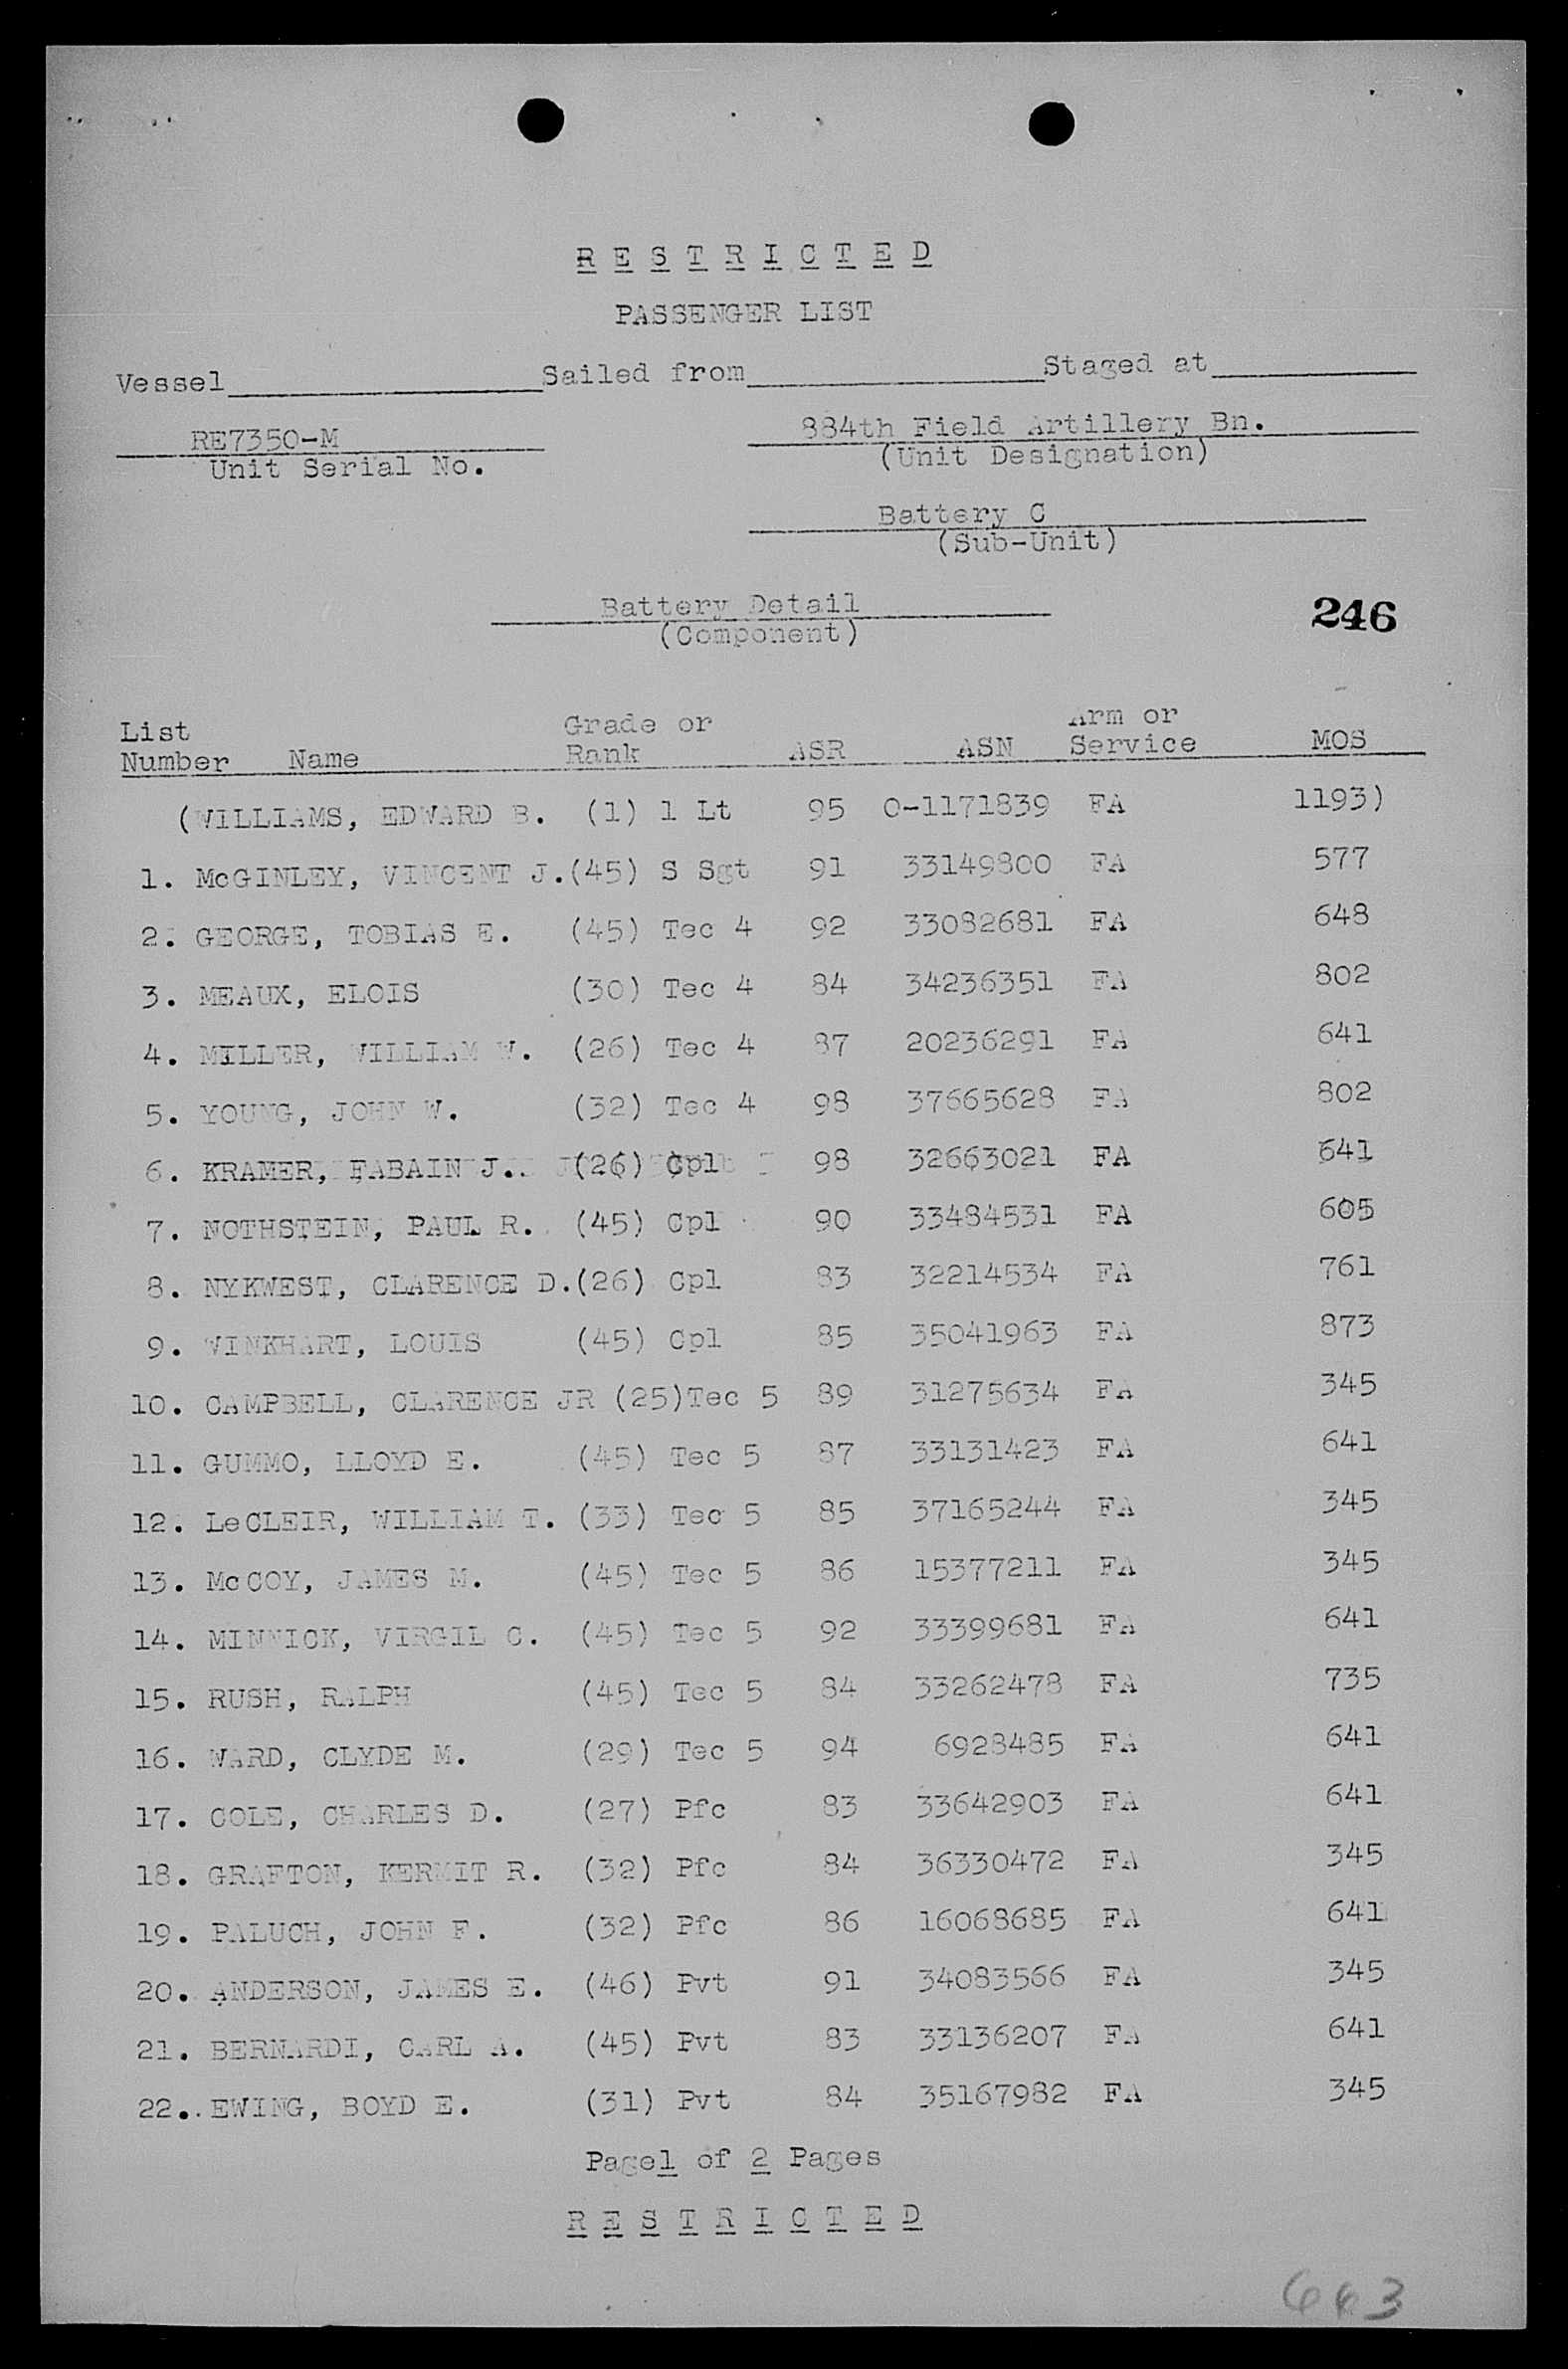 RESTRICTED
PASSENGER LIST
Vessel Sailed from Staged at
RE7350-M 884th Field Artillery Bn.
Unit Serial No. (Unit Designation)
Battery C
(Sub-Unit)
Battery Detail
(Component)
246
List Grade or Arm or
Number Name Rank ASR ASN Service MOS
(WILLIAMS, EDWARD B. (1) 1 Lt 95 O-1171839 FA 1193)
1. McGINLEY, VINCENT J.(45) S Sgt 91 33149800 FA 577
2. GEORGE, TOBIAS E. (45) Tec 4 92 33082681 FA 648
3. MEAUX, ELOIS (30) Tec 4 84 34236351 FA 802
4. MILLER, WILLIAM W. (26) Tec 4 87 20236291 FA 641
5. YOUNG, JOHN W. (32) Tec 4 98 37665628 FA 802
6. KRAMER, FABAIN J. (26) Cpl 98 32663021 FA 641
7. NOTHSTEIN, PAUL R. (45) Cpl 90 33484531 FA 605
8. NYKWEST, CLARENCE D.(26) Cpl 83 32214534 FA 761
9. WINKHART, LOUIS (45) Cpl 85 35041963 FA 873
10. CAMPBELL, CLARENCE JR (25)Tec 5 89 31275634 FA 345
11. GUMMO, LLOYD E. (45) Tec 5 87 33131423 FA 641
12. LeCLEIR, WILLIAM T. (33) Tec 5 85 37165244 FA 345
13. McCOY, JAMES M. (45) Tec 5 86 15377211 FA 345
14. MINNICK, VIRGIL C. (45) Tec 5 92 33399681 FA 641
15. RUSH, RALPH (45) Tec 5 84 33262478 FA 735
16. WARD, CLYDE M. (29) Tec 5 94 6928485 FA 641
17. COLE, CHARLES D. (27) Pfc 83 33642903 FA 641
18. GRAFTON, KERMIT R. (32) Pfc 84 36330472 FA 345
19. PALUCH, JOHN F. (32) Pfc 86 16068685 FA 641
20. ANDERSON, JAMES E. (46) Pvt 91 34083566 FA 345
21. BERNARDI, CARL A. (45) Pvt 83 33136207 FA 641
22. EWING, BOYD E. (31) Pvt 84 35167982 FA 345
Page1 of 2 Pages
RESTRICTED